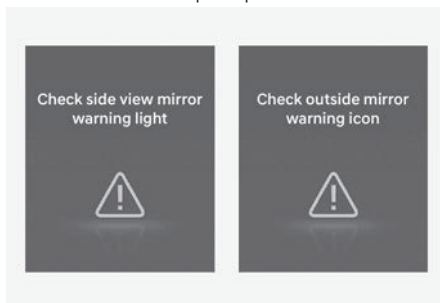 Check side view mirror
warning light
Check outside mirror
warning icon